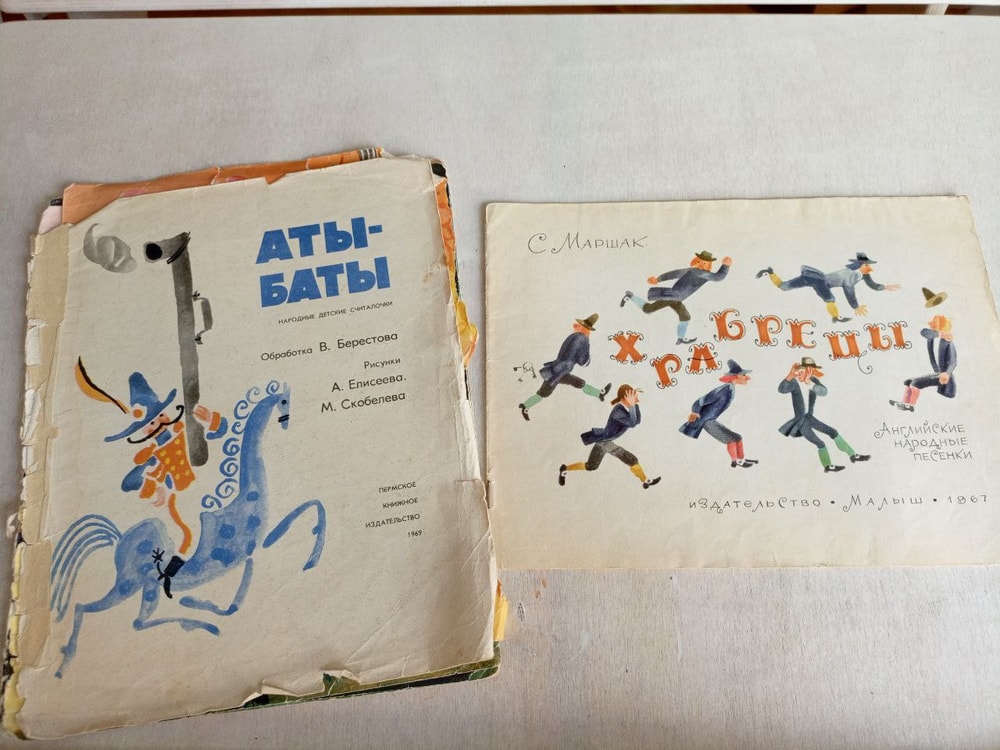 АТЫ-
БАТЫ
НАРОДНЫЕ ДЕТСКИЕ СЧИТАЛОЧКИ
Обработка В. Берестова
Рисунки
А. Елисеева,
М. Скобелева
ПЕРМСКОЕ
КНИЖНОЕ
ИЗДАТЕЛЬСТВО
1969
С. МАРШАК
ХРАБРЕЦЫ
АНГЛИЙСКИЕ
НАРОДНЫЕ
ПЕСЕНКИ
ИЗДАТЕЛЬСТВО • МАЛЫШ • 1967